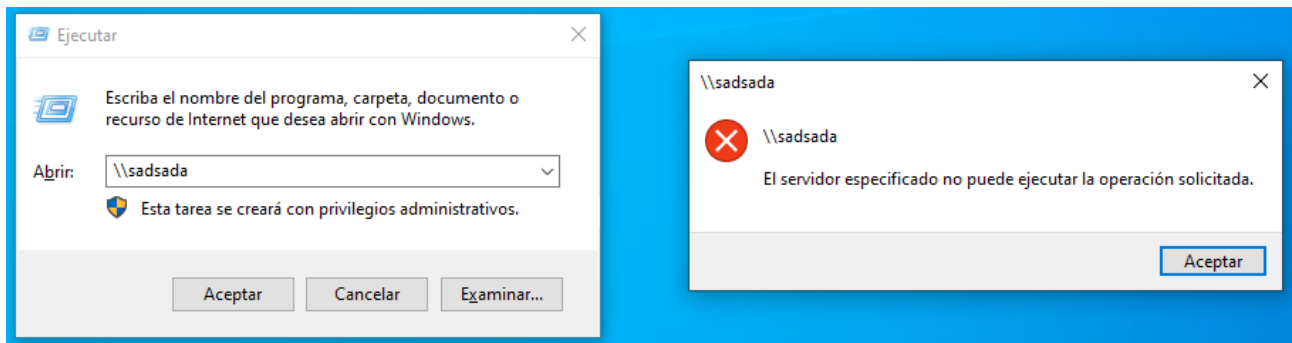 Ejecutar
Escriba el nombre del programa, carpeta, documento o
recurso de Internet que desea abrir con Windows.
Abrir: \\sadsada
Esta tarea se creará con privilegios administrativos.
Aceptar Cancelar Examinar...
\\sadsada
\\sadsada
El servidor especificado no puede ejecutar la operación solicitada.
Aceptar